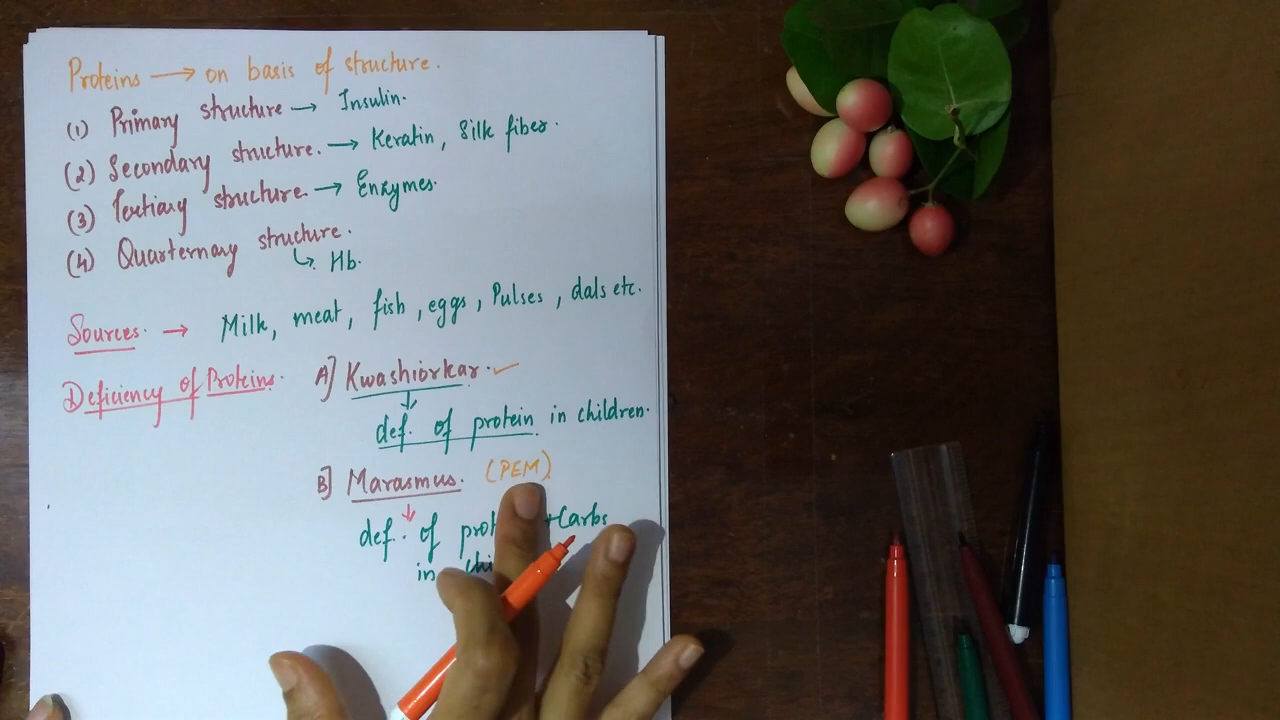 Proteins → on basis of structure.
(1) Primary structure → Insulin.
(2) Secondary structure. → Keratin, Silk fiber.
(3) Tertiary structure → Enzymes.
(4) Quarternary structure.
↳ Hb.
Sources. → Milk, meat, fish, eggs, Pulses, dals etc.
Deficiency of Proteins. A] Kwashiorkar. ✓
↓
def. of protein in children.
B] Marasmus. (PEM)
↓
def. of + Carbs
in